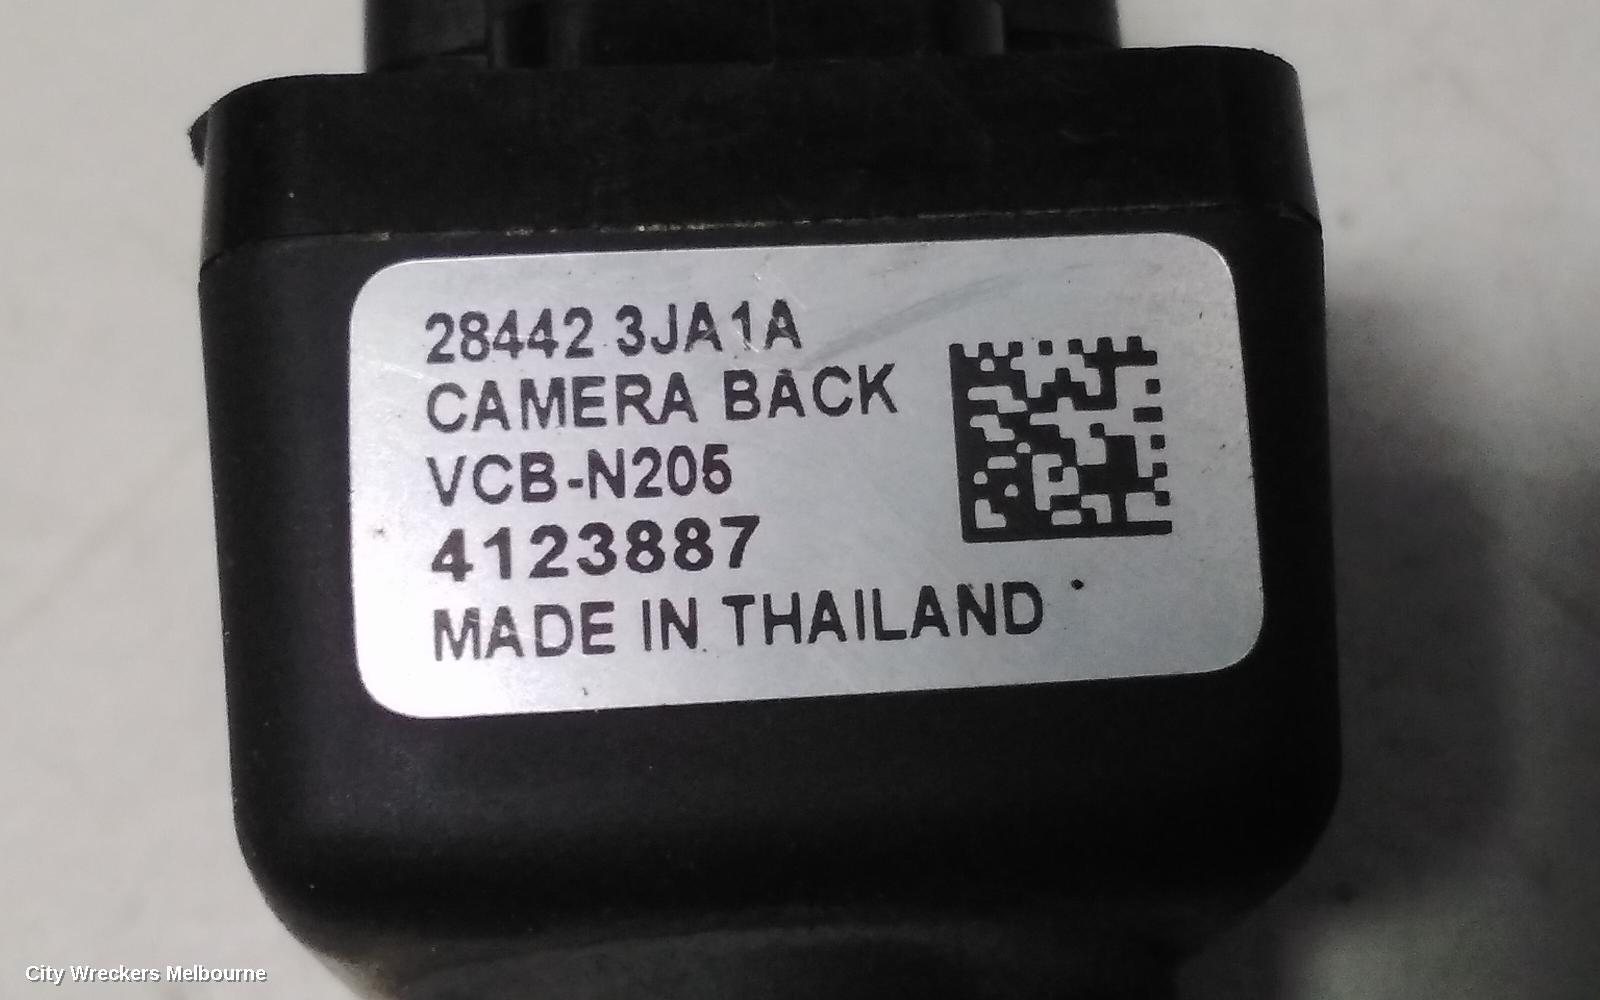 28442 3JA1A
CAMERA BACK
VCB-N205
4123887
MADE IN THAILAND
City Wreckers Melbourne